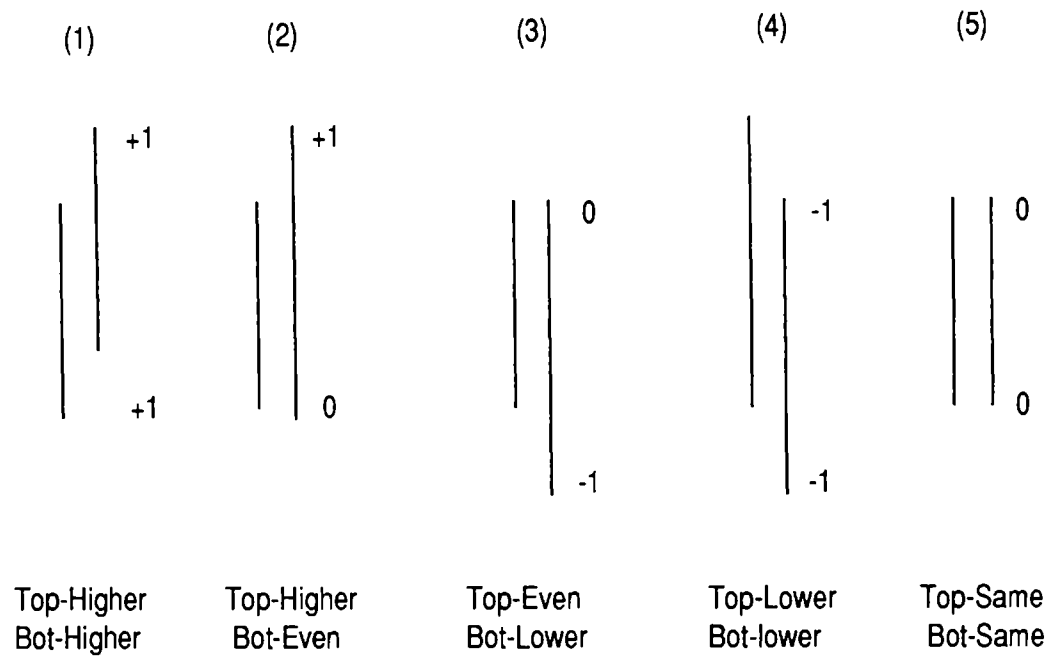 (1) (2) (3) (4) (5)
+1 +1 0 -1 0
+1 0 -1 -1 0
Top-Higher Top-Higher Top-Even Top-Lower Top-Same
Bot-Higher Bot-Even Bot-Lower Bot-lower Bot-Same